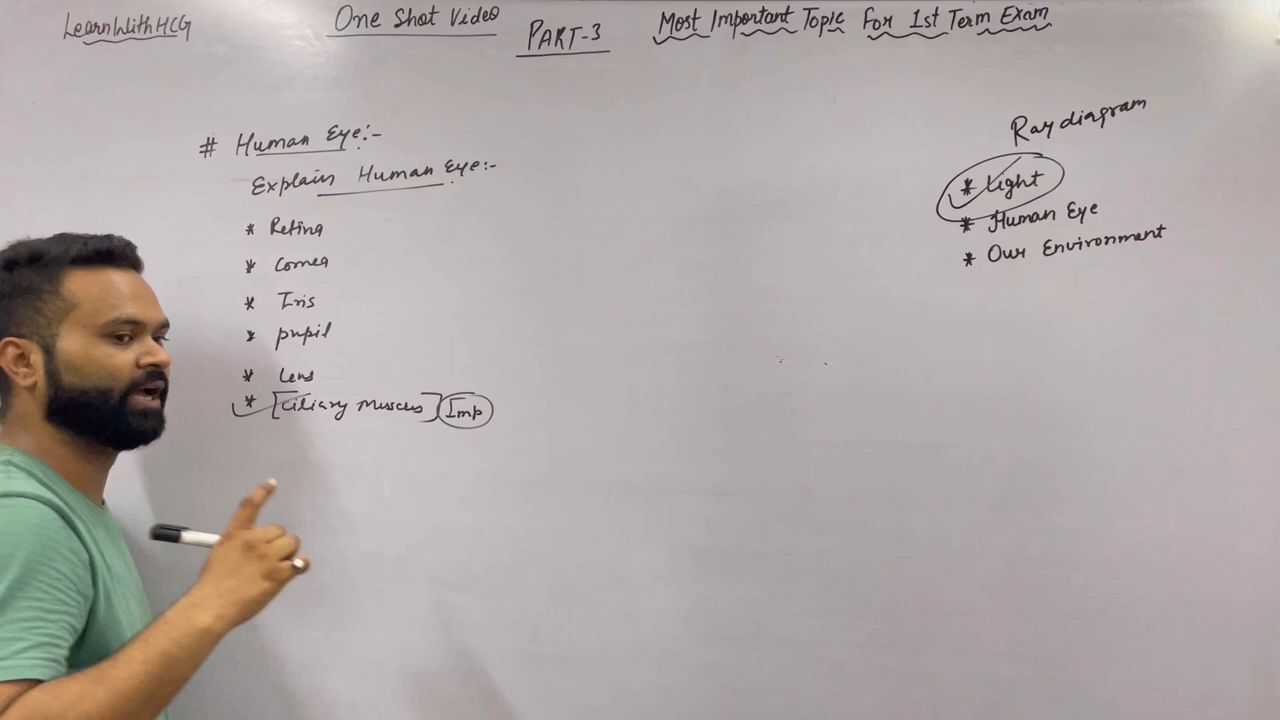 LearnWithHCG
One Shot Video
PART-3
Most Important Topic For 1st Term Exam
# Human Eye:-
Explain Human Eye:-
* Retina
* Cornea
* Iris
* pupil
* Lens
* [Ciliary muscles] Imp
Ray diagram
* Light
* Human Eye
* Our Environment